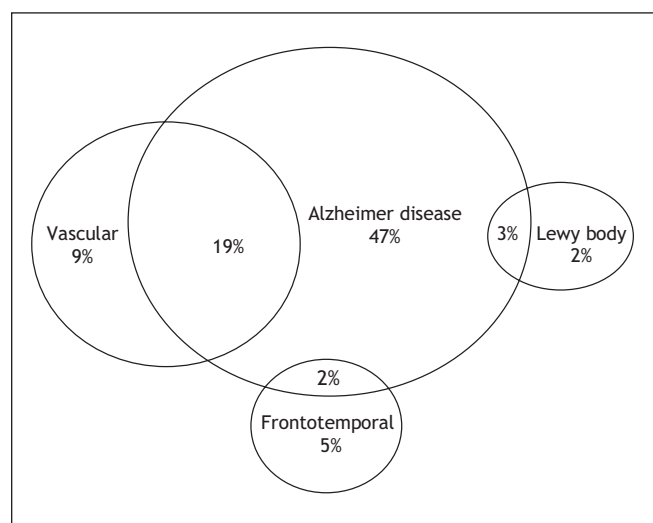 Alzheimer disease
47%
Vascular
9%
19%
3%
Lewy body
2%
2%
Frontotemporal
5%